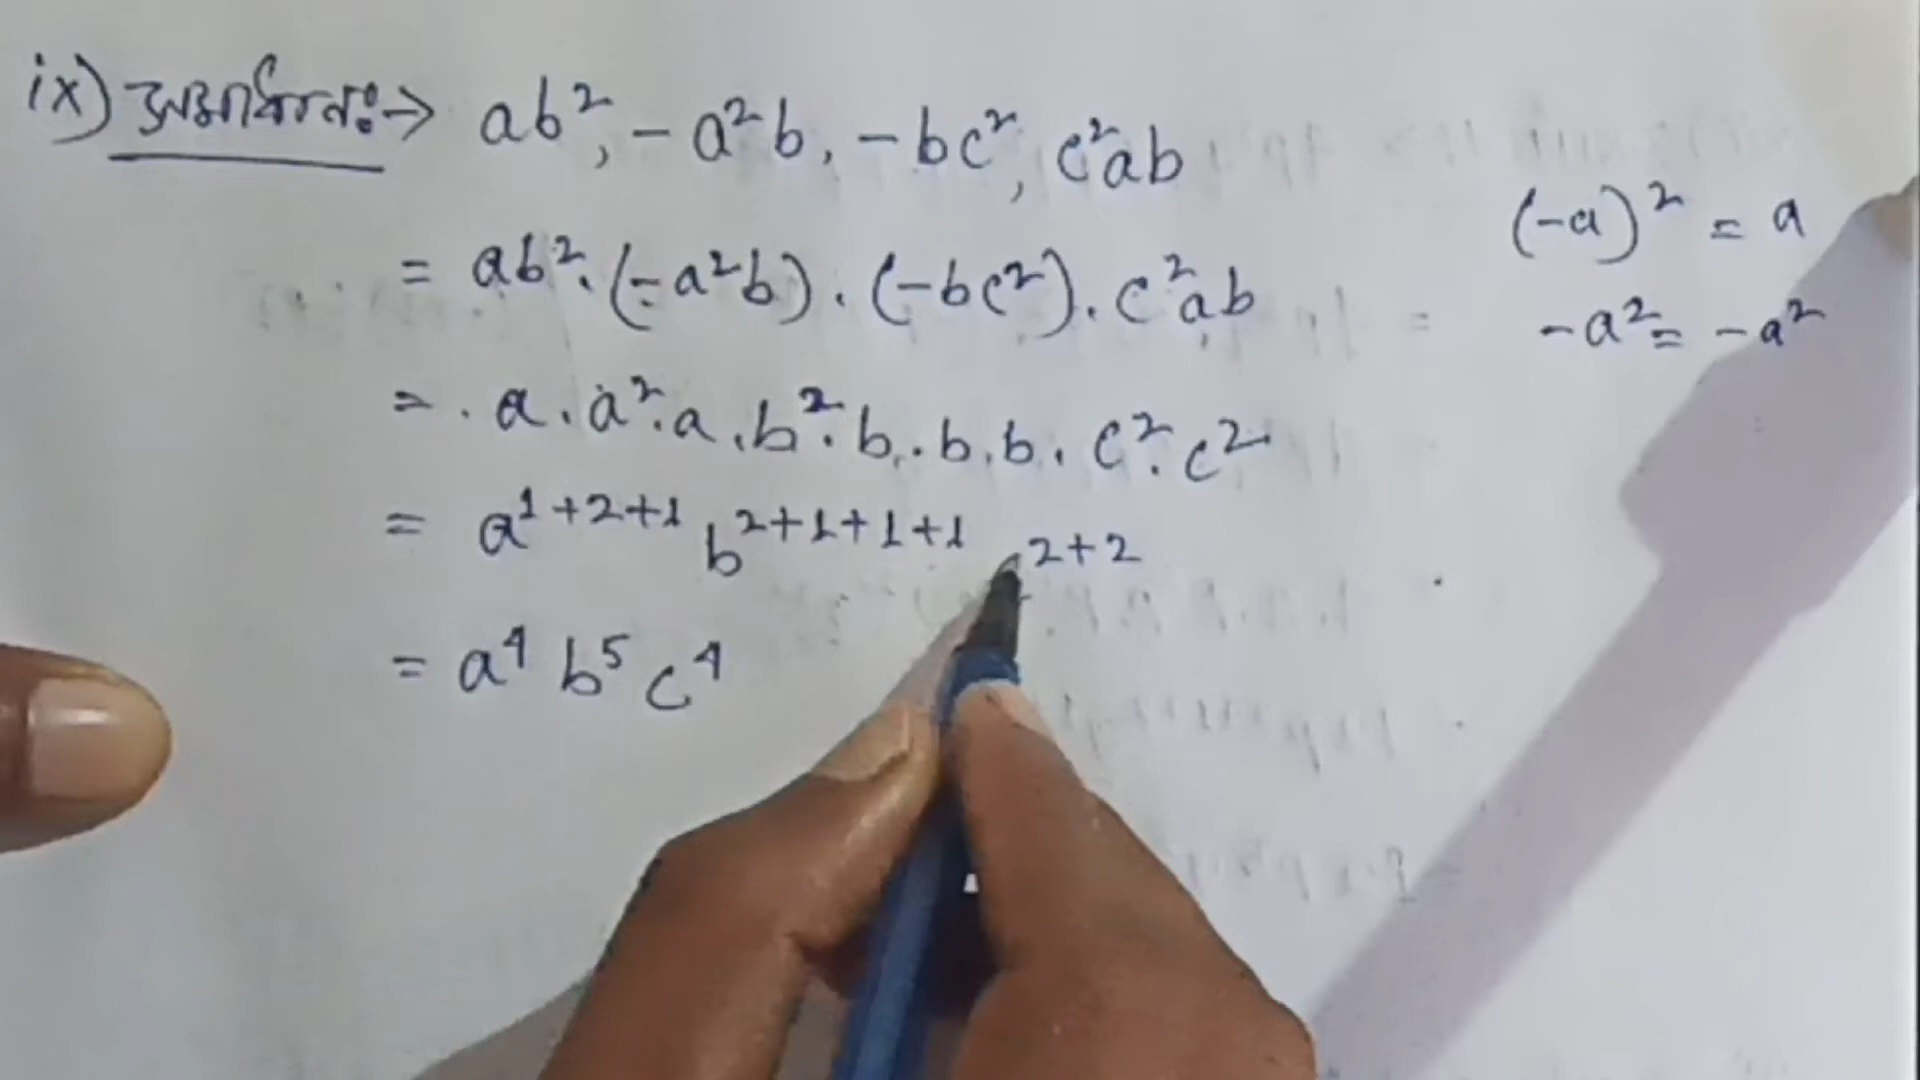 ix) সমাধানঃ→ ab², -a²b, -bc², c²ab
= ab².(-a²b).(-bc²).c²ab
= .a.a².a.b².b.b.b.c².c²
= a¹⁺²⁺¹ b²⁺¹⁺¹⁺¹ ²⁺²
= a⁴ b⁵ c⁴
(-a)² = a
-a² = -a²